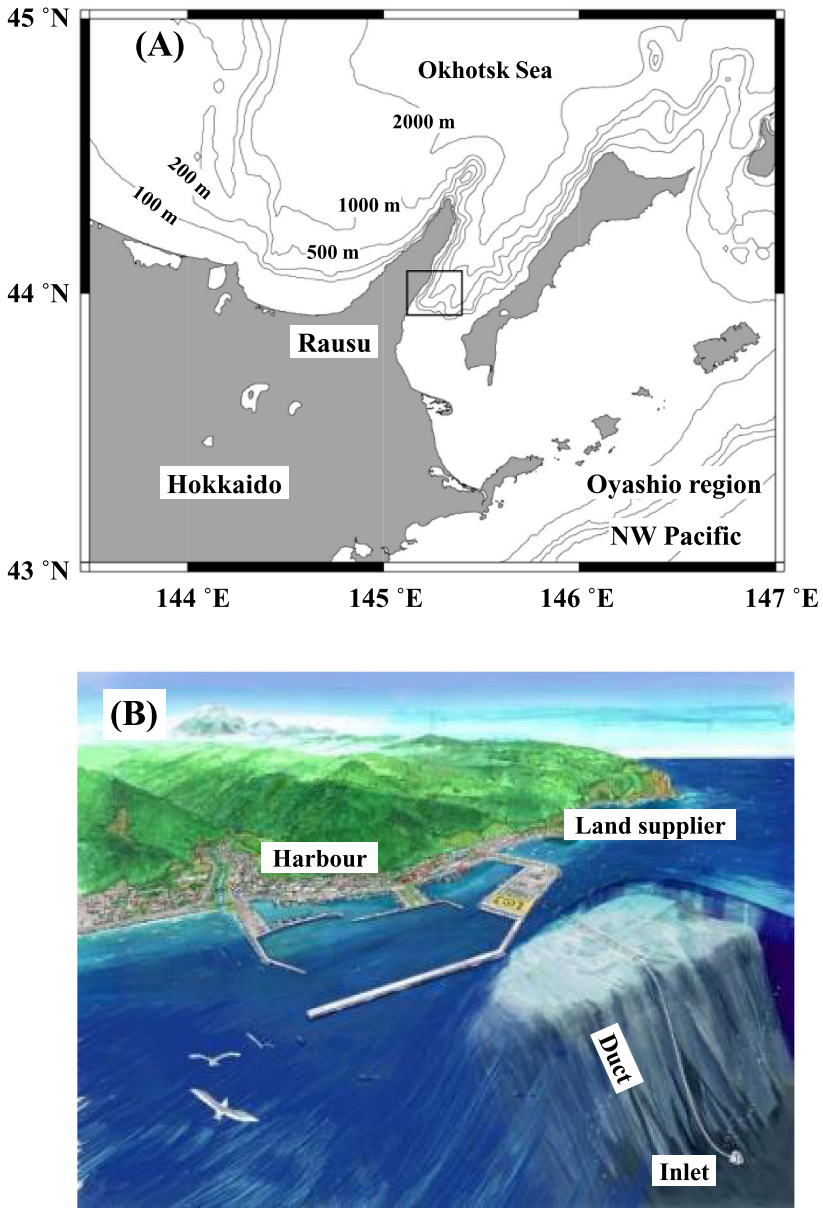 45 °N
(A)
Okhotsk Sea
2000 m
200 m
100 m
1000 m
500 m
44 °N
Rausu
Hokkaido
Oyashio region
NW Pacific
43 °N
144 °E
145 °E
146 °E
147 °E
(B)
Land supplier
Harbour
Duct
Inlet